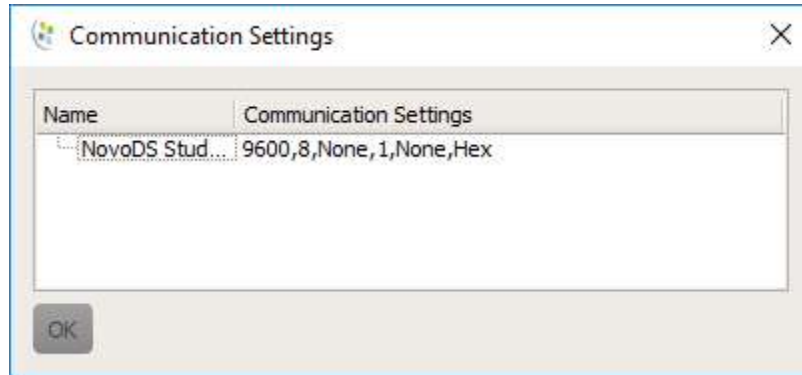 Communication Settings
Name Communication Settings
NovoDS Stud... 9600,8,None,1,None,Hex
OK